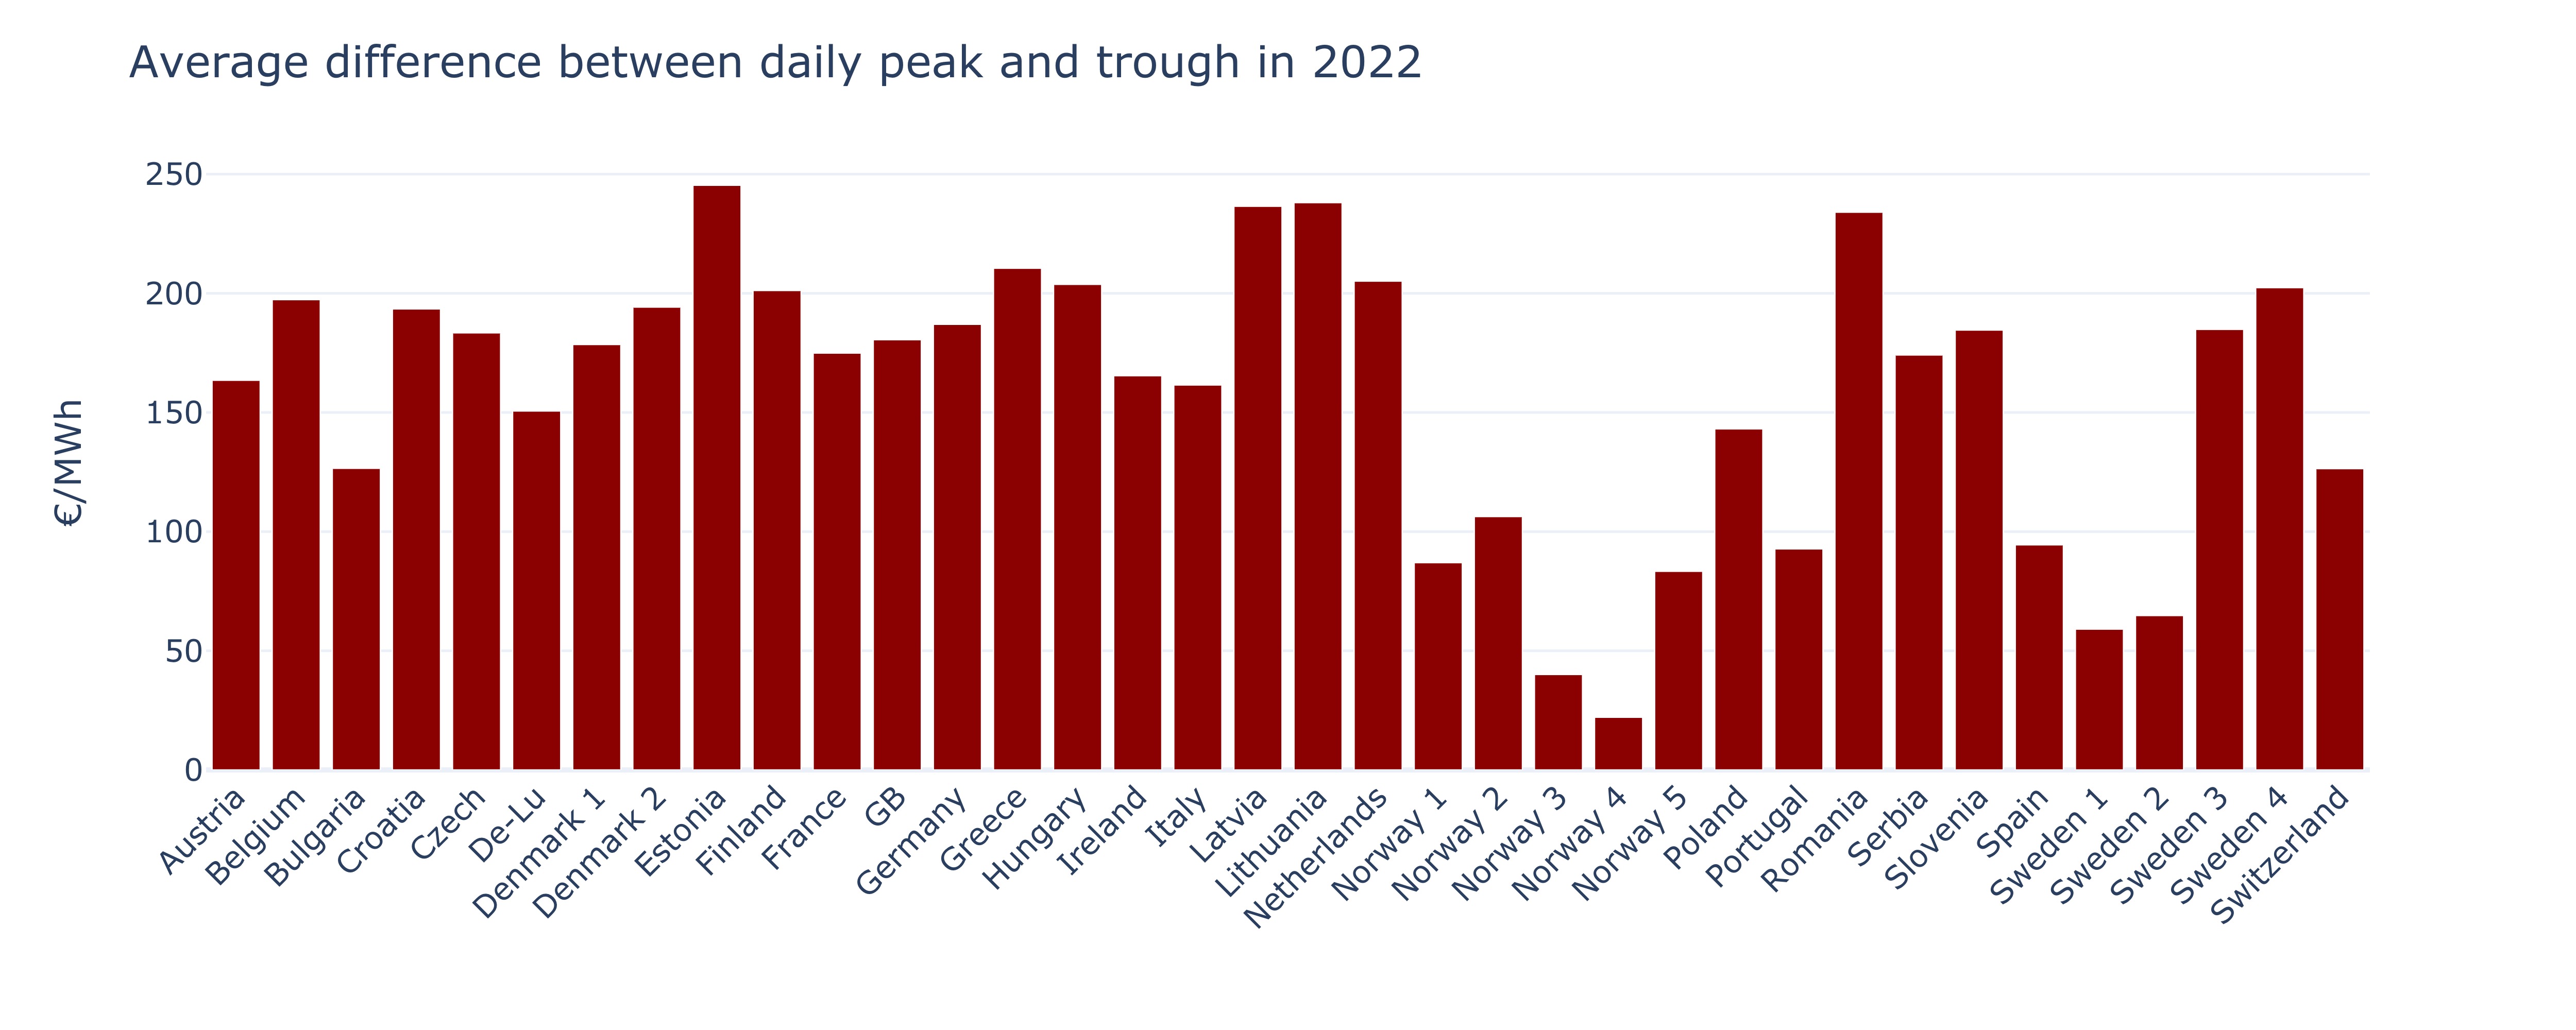 Average difference between daily peak and trough in 2022
€/MWh
250
200
150
100
50
0
Austria
Belgium
Bulgaria
Croatia
Czech
De-Lu
Denmark 1
Denmark 2
Estonia
Finland
France
GB
Germany
Greece
Hungary
Ireland
Italy
Latvia
Lithuania
Netherlands
Norway 1
Norway 2
Norway 3
Norway 4
Norway 5
Poland
Portugal
Romania
Serbia
Slovenia
Spain
Sweden 1
Sweden 2
Sweden 3
Sweden 4
Switzerland